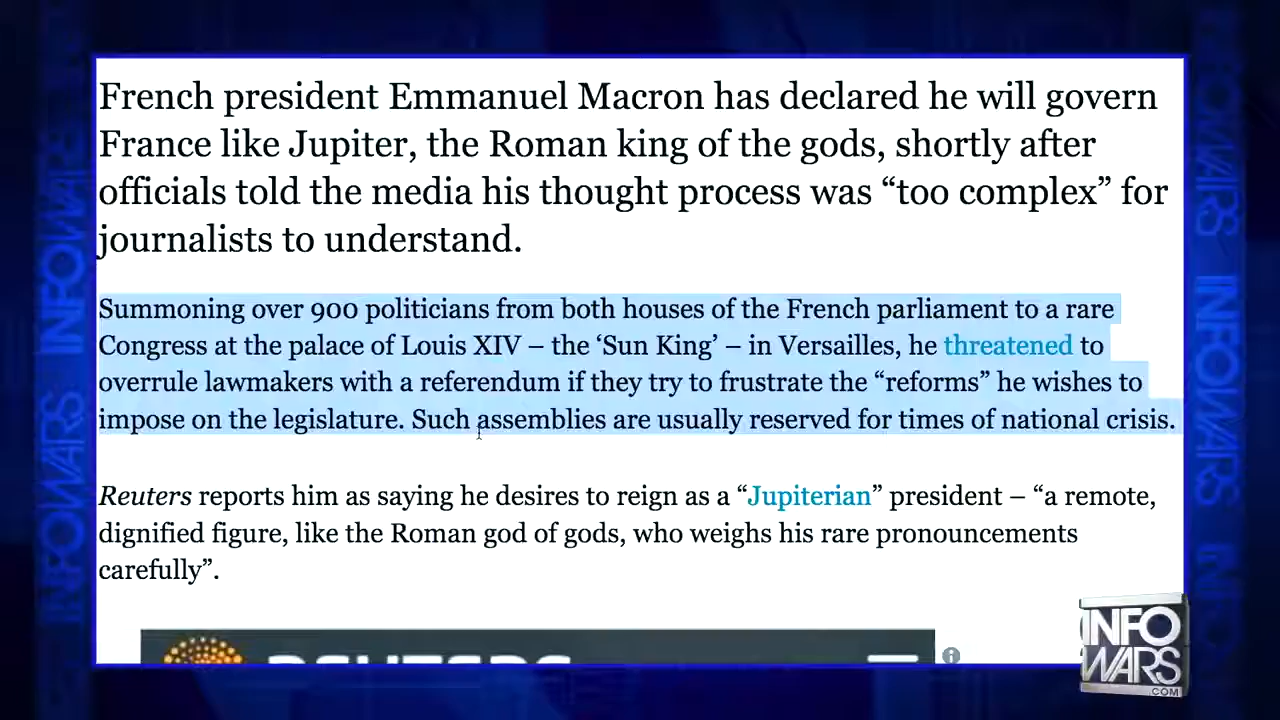 French president Emmanuel Macron has declared he will govern
France like Jupiter, the Roman king of the gods, shortly after
officials told the media his thought process was “too complex” for
journalists to understand.
Summoning over 900 politicians from both houses of the French parliament to a rare
Congress at the palace of Louis XIV – the ‘Sun King’ – in Versailles, he threatened to
overrule lawmakers with a referendum if they try to frustrate the “reforms” he wishes to
impose on the legislature. Such assemblies are usually reserved for times of national crisis.
Reuters reports him as saying he desires to reign as a “Jupiterian” president – “a remote,
dignified figure, like the Roman god of gods, who weighs his rare pronouncements
carefully”.
REUTERS
INFO
WARS
.COM
INFOWARS
INFOWARS
INFOWARS
INFOWARS